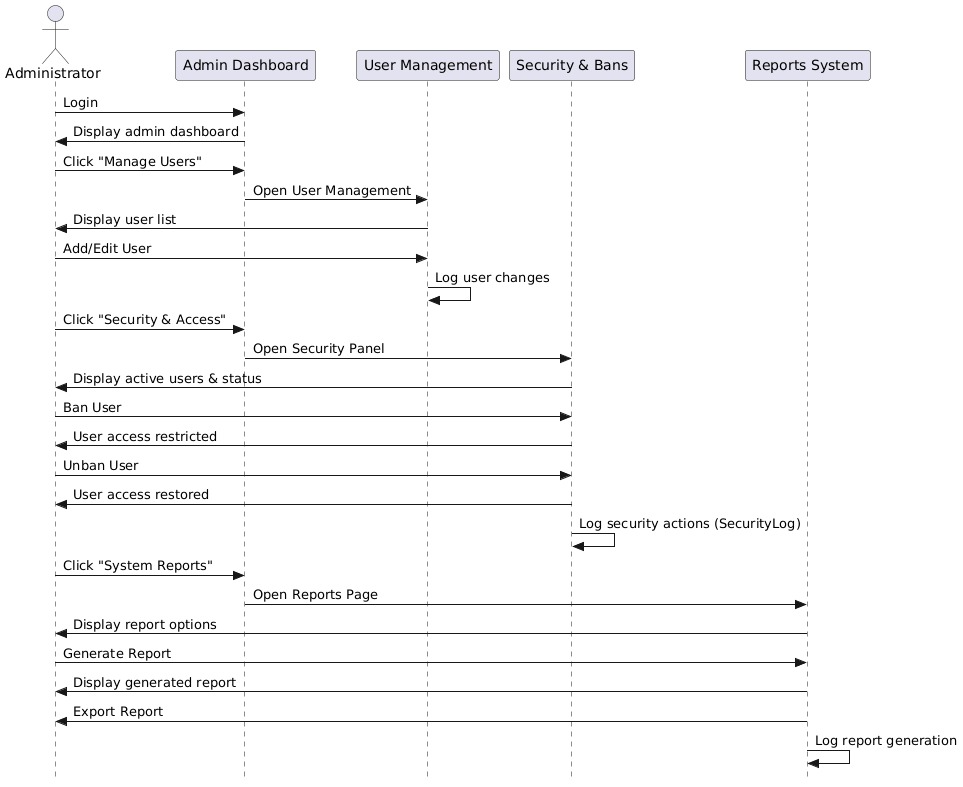 Administrator
Admin Dashboard
User Management
Security & Bans
Reports System
Login
Display admin dashboard
Click "Manage Users"
Open User Management
Display user list
Add/Edit User
Log user changes
Click "Security & Access"
Open Security Panel
Display active users & status
Ban User
User access restricted
Unban User
User access restored
Log security actions (SecurityLog)
Click "System Reports"
Open Reports Page
Display report options
Generate Report
Display generated report
Export Report
Log report generation